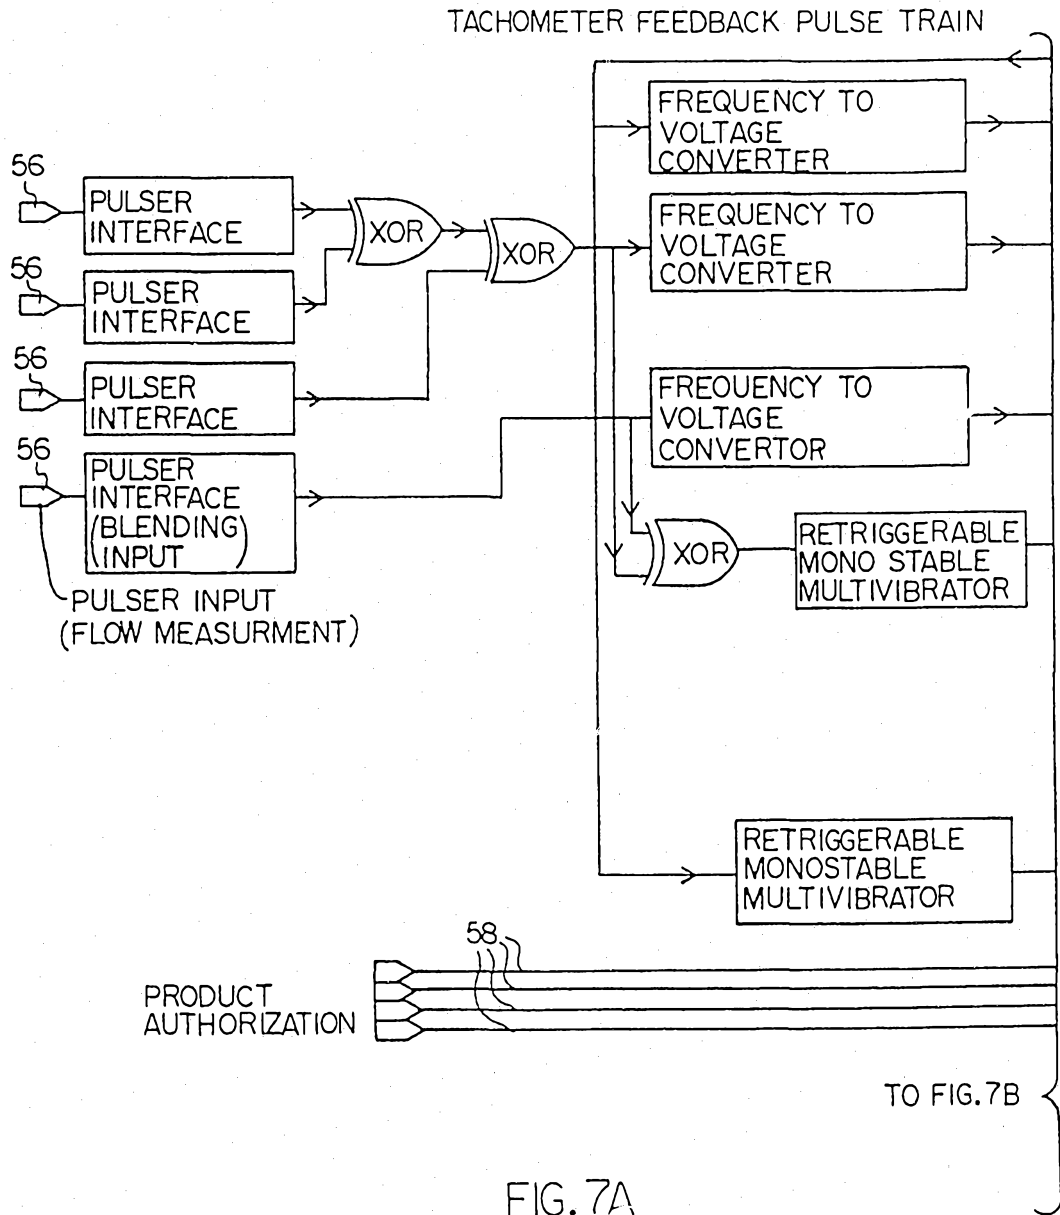 TACHOMETER FEEDBACK PULSE TRAIN
FREQUENCY TO
VOLTAGE
CONVERTER
56
PULSER
INTERFACE
XOR
XOR
FREQUENCY TO
VOLTAGE
CONVERTER
56
PULSER
INTERFACE
56
PULSER
INTERFACE
FREOUENCY TO
VOLTAGE
CONVERTOR
56
PULSER
INTERFACE
(BLENDING)
(INPUT)
XOR
RETRIGGERABLE
MONO STABLE
MULTIVIBRATOR
PULSER INPUT
(FLOW MEASURMENT)
RETRIGGERABLE
MONOSTABLE
MULTIVIBRATOR
58
PRODUCT
AUTHORIZATION
TO FIG.7B
FIG. 7A